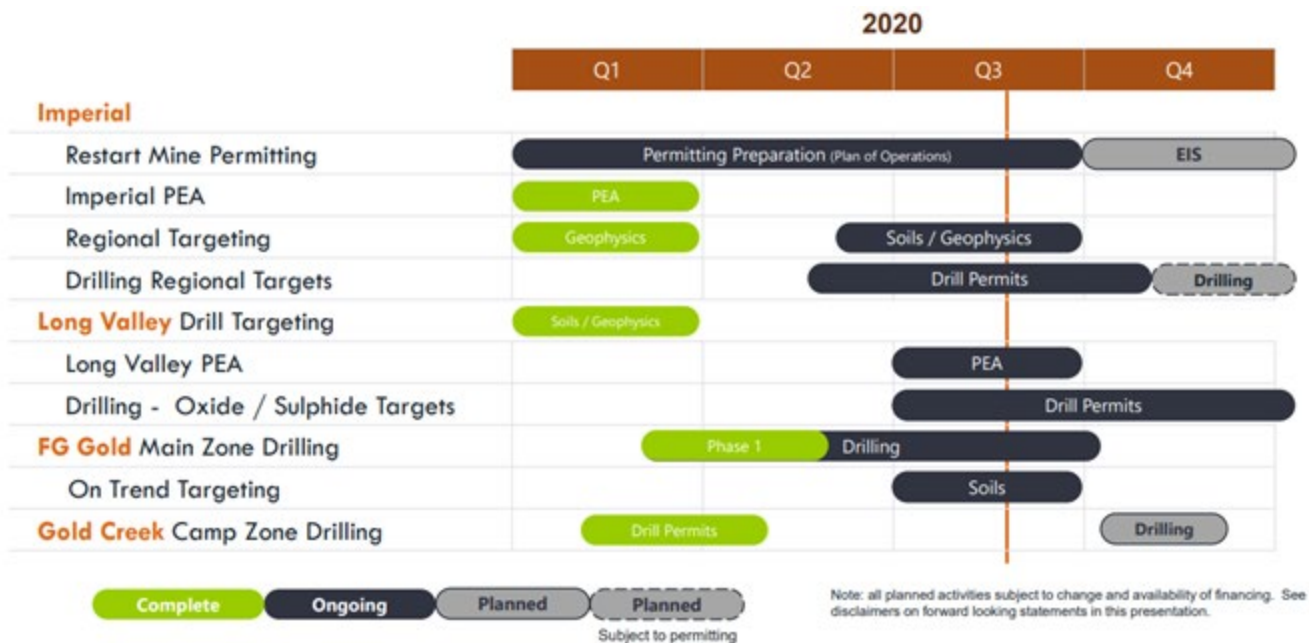 2020
Q1 Q2 Q3 Q4
Imperial
Restart Mine Permitting Permitting Preparation (Plan of Operations) EIS
Imperial PEA PEA
Regional Targeting Geophysics Soils / Geophysics
Drilling Regional Targets Drill Permits Drilling
Long Valley Drill Targeting Soils / Geophysics
Long Valley PEA PEA
Drilling - Oxide / Sulphide Targets Drill Permits
FG Gold Main Zone Drilling Phase 1 Drilling
On Trend Targeting Soils
Gold Creek Camp Zone Drilling Drill Permits Drilling
Complete Ongoing Planned Planned
Subject to permitting
Note: all planned activities subject to change and availability of financing. See
disclaimers on forward looking statements in this presentation.